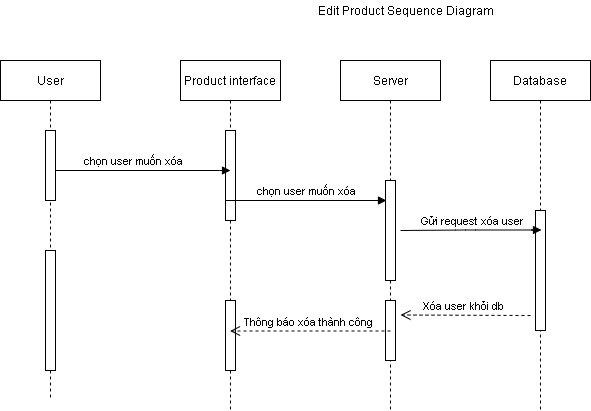 Edit Product Sequence Diagram
User
Product interface
Server
Database
chọn user muốn xóa
chọn user muốn xóa
Gửi request xóa user
Xóa user khỏi db
Thông báo xóa thành công